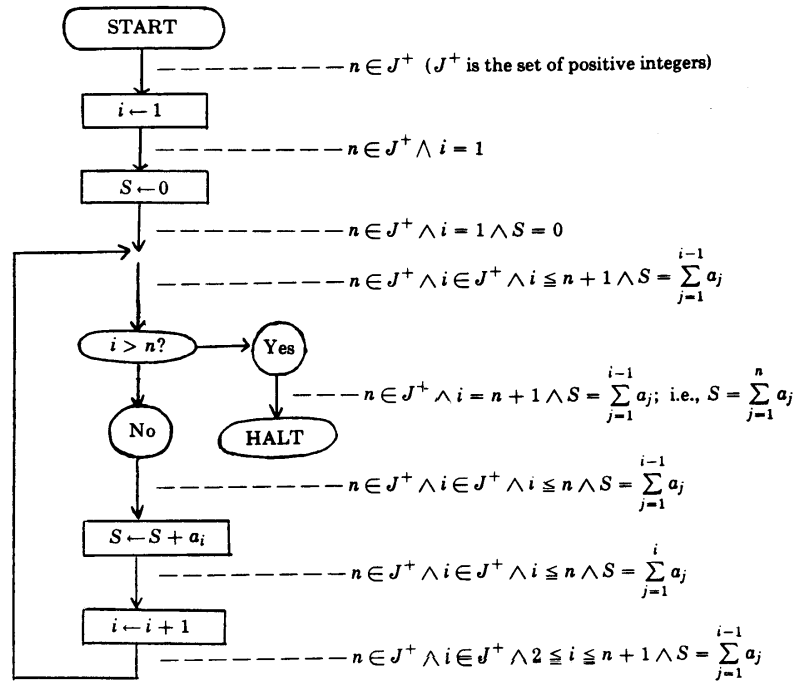 START
n ∈ J⁺ (J⁺ is the set of positive integers)
i ← 1
n ∈ J⁺ ∧ i = 1
S ← 0
n ∈ J⁺ ∧ i = 1 ∧ S = 0
n ∈ J⁺ ∧ i ∈ J⁺ ∧ i ≦ n + 1 ∧ S = ∑_{j=1}^{i−1} a_j
i > n?
Yes
n ∈ J⁺ ∧ i = n + 1 ∧ S = ∑_{j=1}^{i−1} a_j; i.e., S = ∑_{j=1}^{n} a_j
No
HALT
n ∈ J⁺ ∧ i ∈ J⁺ ∧ i ≦ n ∧ S = ∑_{j=1}^{i−1} a_j
S ← S + a_i
n ∈ J⁺ ∧ i ∈ J⁺ ∧ i ≦ n ∧ S = ∑_{j=1}^{i} a_j
i ← i + 1
n ∈ J⁺ ∧ i ∈ J⁺ ∧ 2 ≦ i ≦ n + 1 ∧ S = ∑_{j=1}^{i−1} a_j